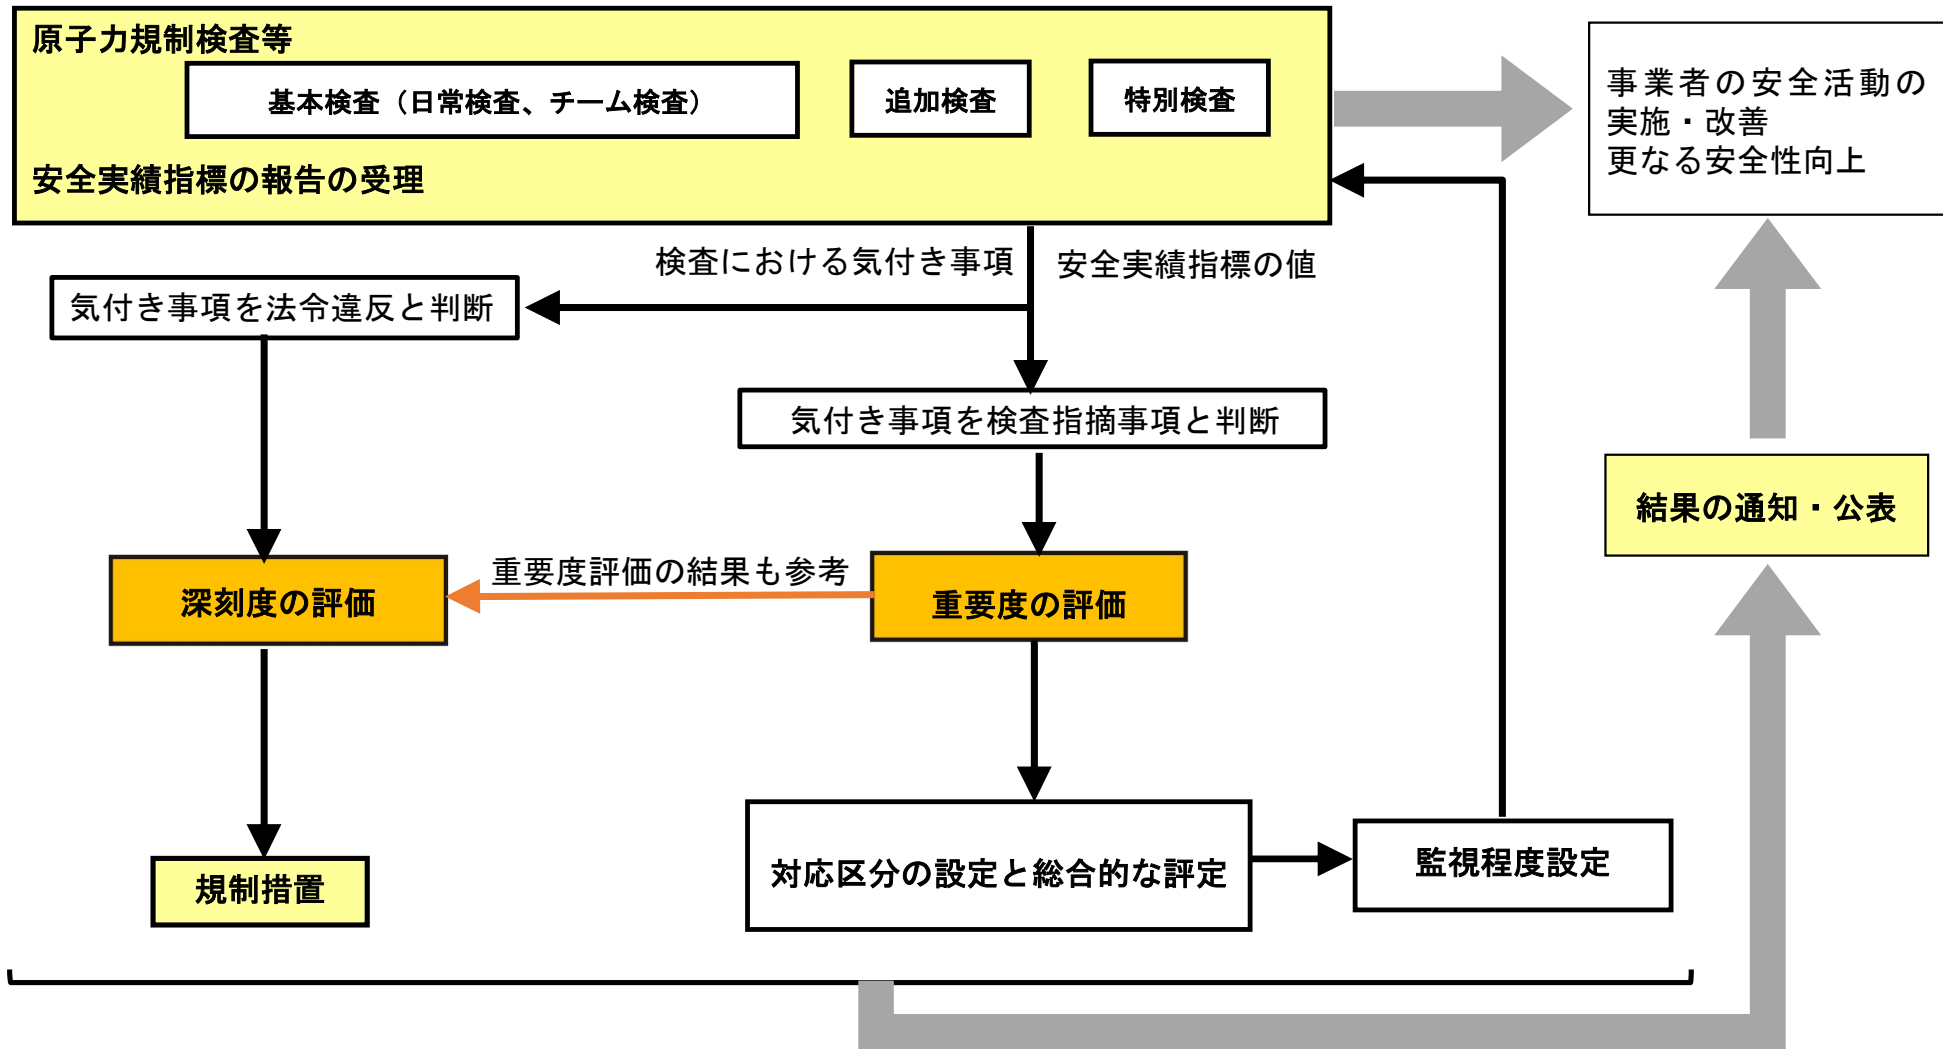 原子力規制検査等
基本検査（日常検査、チーム検査）
追加検査
特別検査
安全実績指標の報告の受理
事業者の安全活動の
実施・改善
更なる安全性向上
検査における気付き事項
安全実績指標の値
気付き事項を法令違反と判断
気付き事項を検査指摘事項と判断
結果の通知・公表
深刻度の評価
重要度評価の結果も参考
重要度の評価
規制措置
対応区分の設定と総合的な評定
監視程度設定